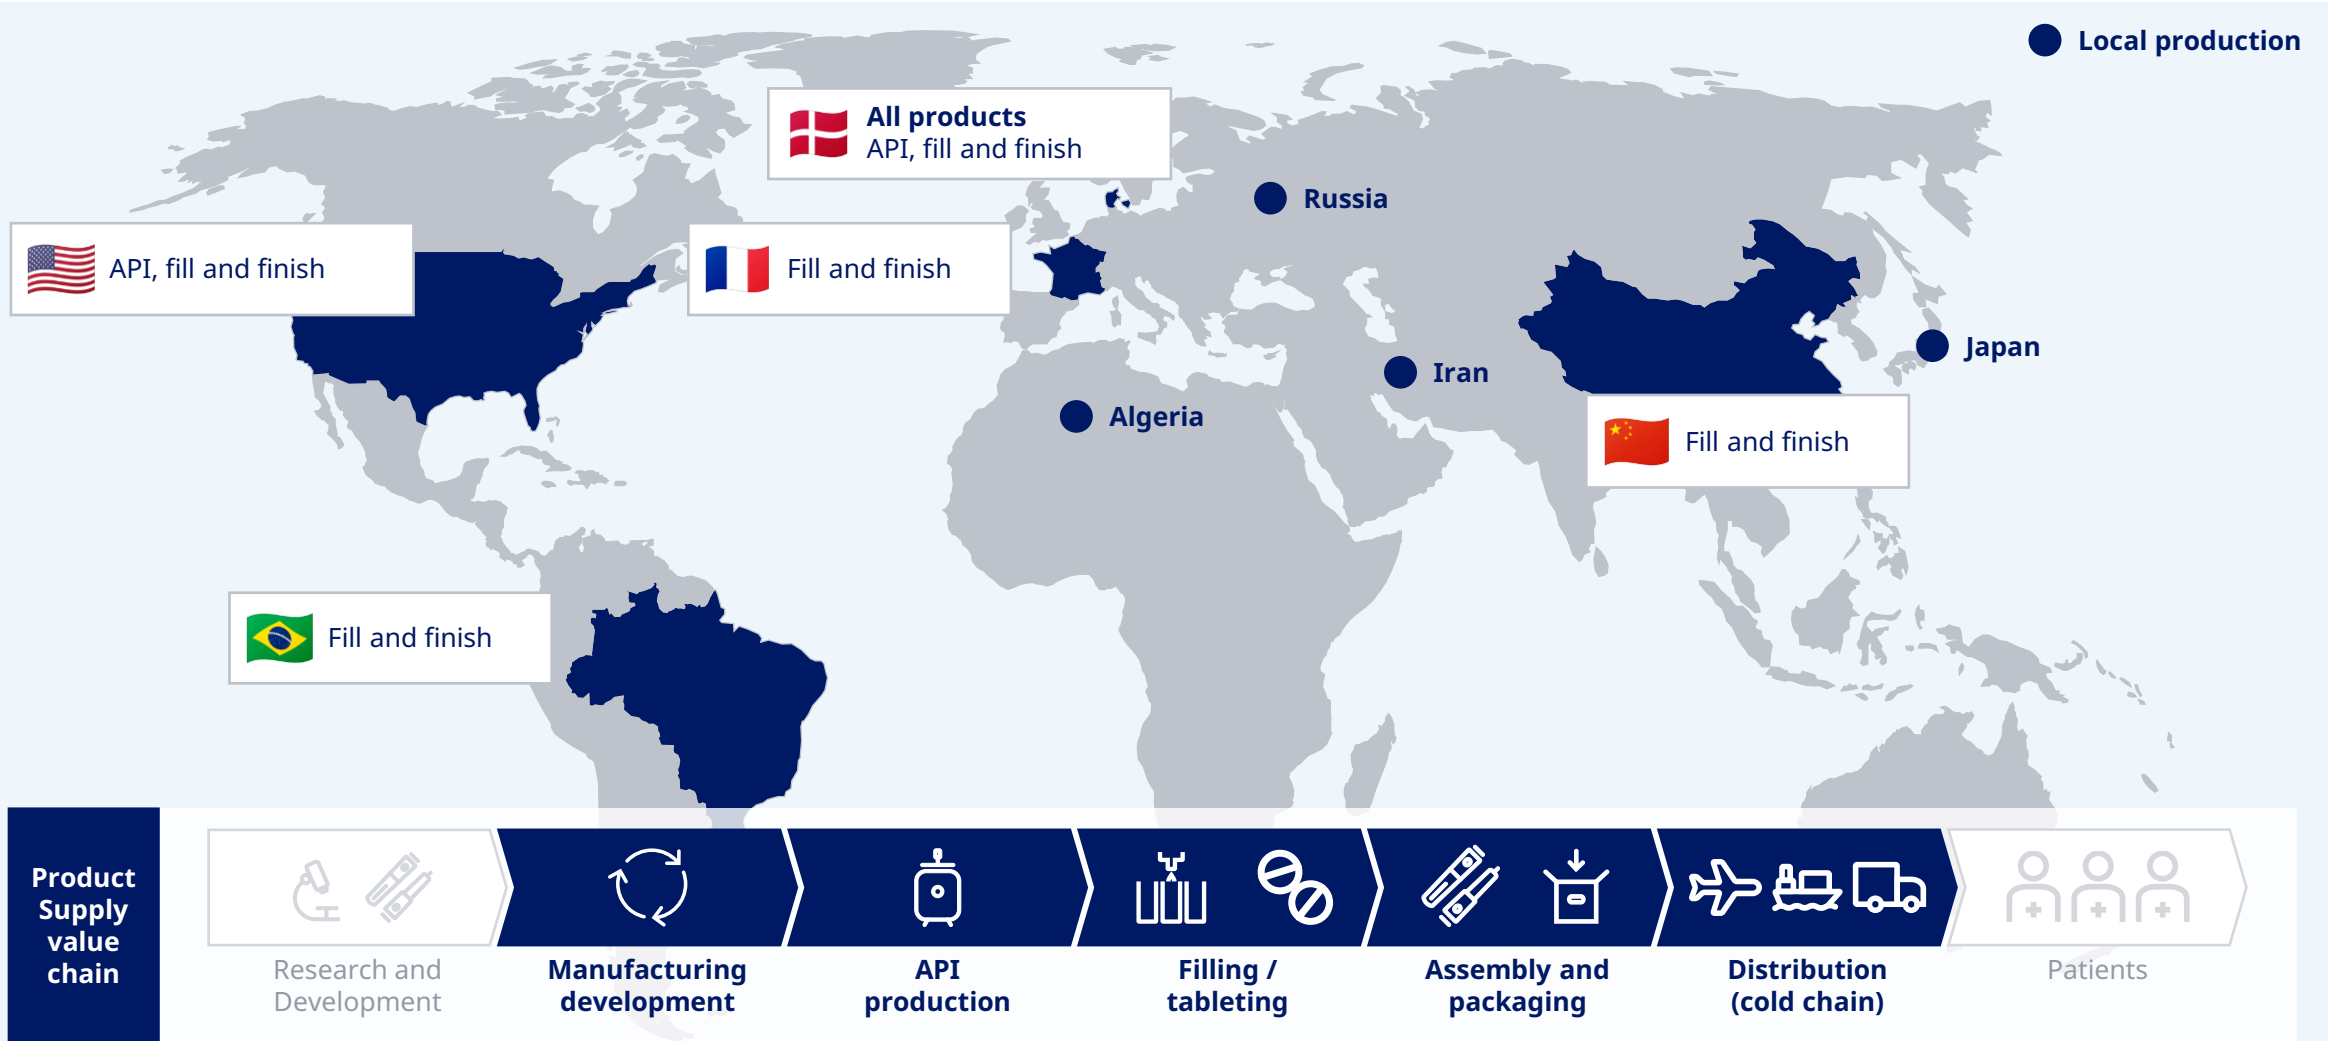 Local production
All products
API, fill and finish
Russia
API, fill and finish
Fill and finish
Japan
Iran
Algeria
Fill and finish
Fill and finish
Product
Supply
value
chain
Research and
Development
Manufacturing
development
API
production
Filling /
tableting
Assembly and
packaging
Distribution
(cold chain)
Patients